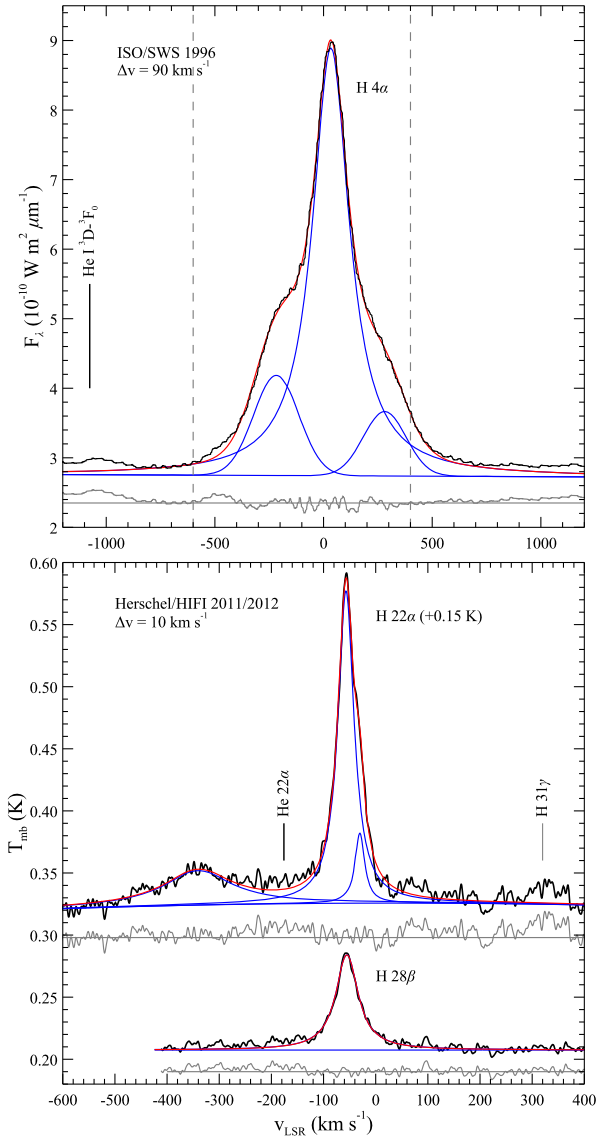 ISO/SWS 1996
Δv = 90 km s⁻¹
H 4α
He I ³D-³F₀
F_λ (10⁻¹⁰ W m² μm⁻¹)
9
8
7
6
5
4
3
2
-1000 -500 0 500 1000
Herschel/HIFI 2011/2012
Δv = 10 km s⁻¹
H 22α (+0.15 K)
He 22α
H 31γ
H 28β
T_mb (K)
0.60
0.55
0.50
0.45
0.40
0.35
0.30
0.25
0.20
-600 -500 -400 -300 -200 -100 0 100 200 300 400
v_LSR (km s⁻¹)